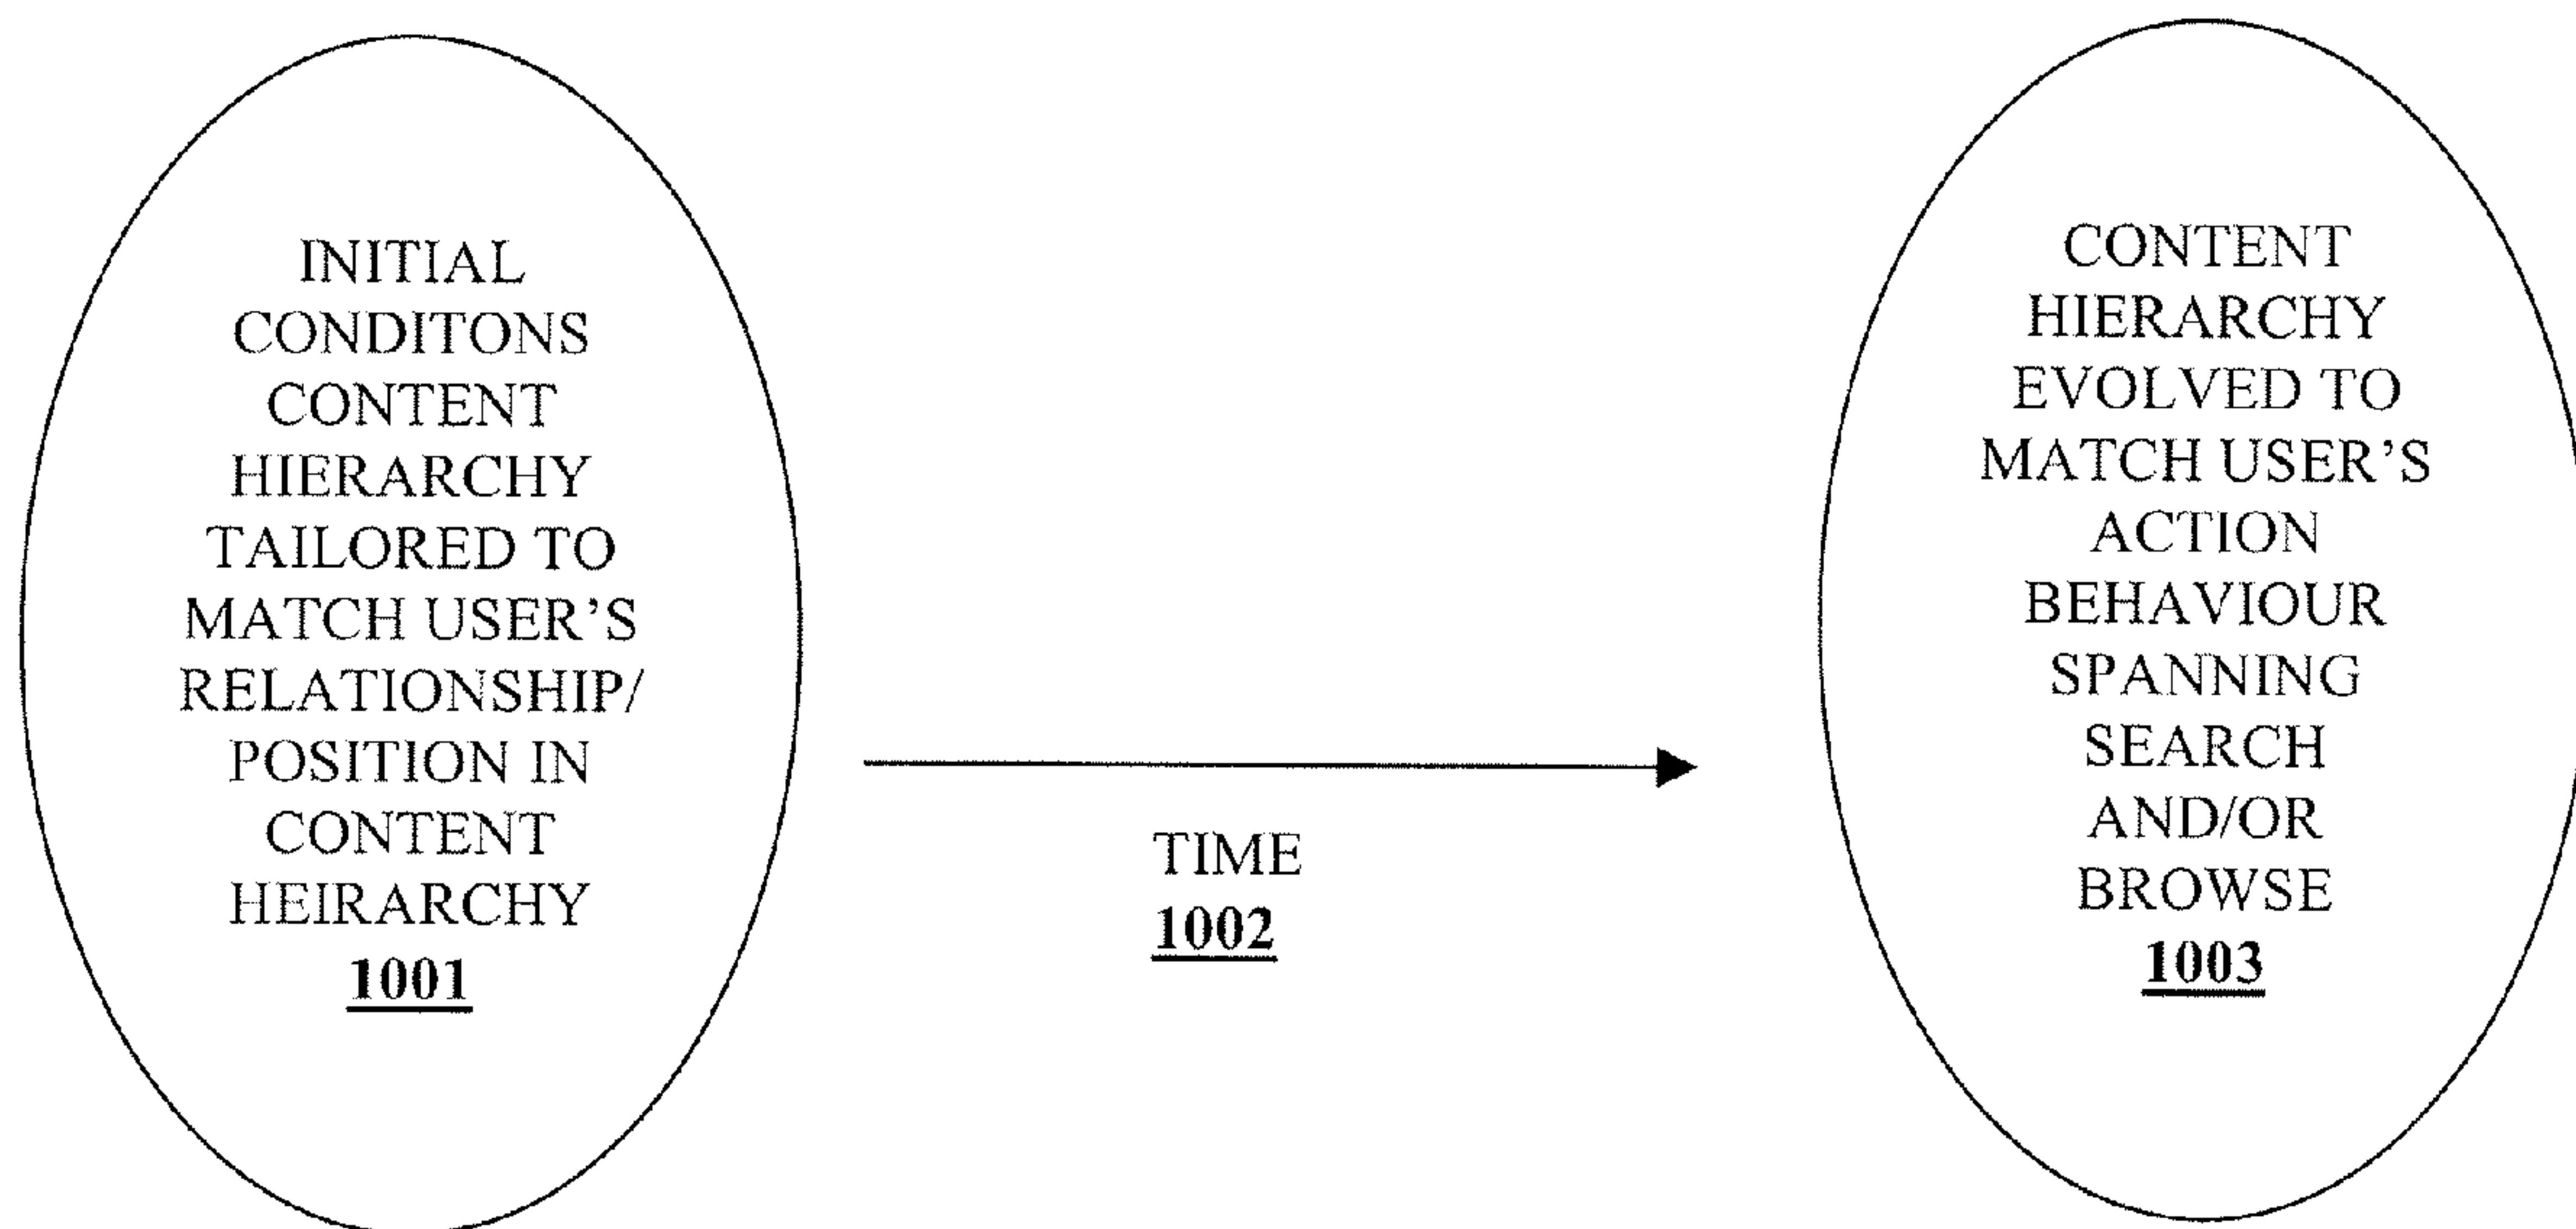 INITIAL
CONDITONS
CONTENT
HIERARCHY
TAILORED TO
MATCH USER'S
RELATIONSHIP/
POSITION IN
CONTENT
HEIRARCHY
1001
TIME
1002
CONTENT
HIERARCHY
EVOLVED TO
MATCH USER'S
ACTION
BEHAVIOUR
SPANNING
SEARCH
AND/OR
BROWSE
1003